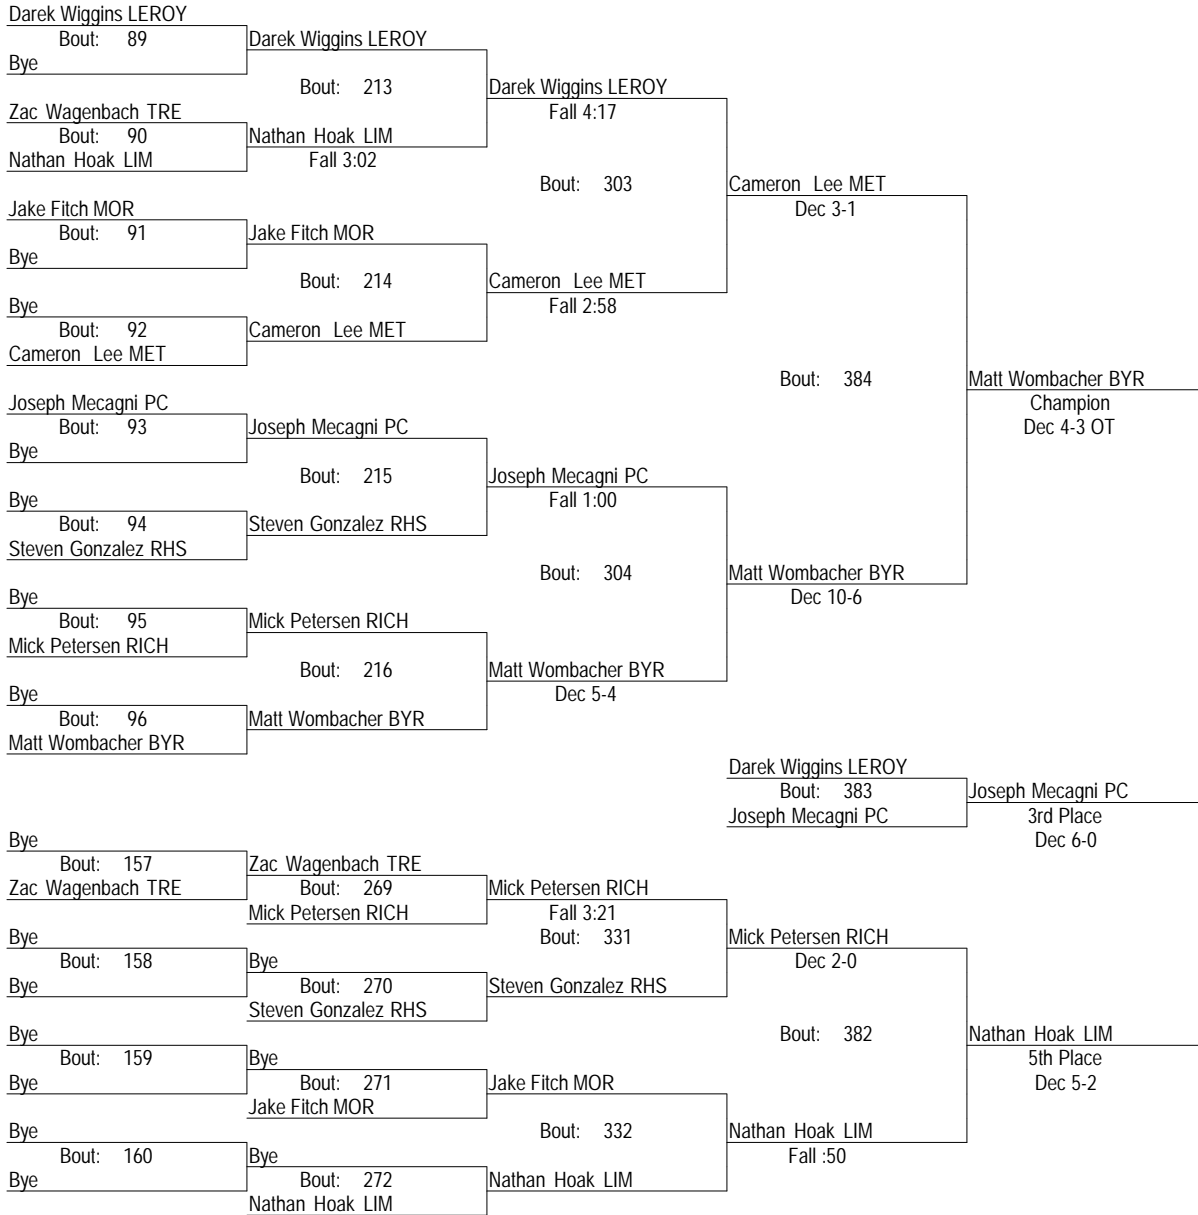 Darek Wiggins LEROY
Bout: 89
Darek Wiggins LEROY
Bye
Bout: 213
Darek Wiggins LEROY
Zac Wagenbach TRE
Fall 4:17
Bout: 90
Nathan Hoak LIM
Nathan Hoak LIM
Fall 3:02
Bout: 303
Cameron Lee MET
Jake Fitch MOR
Dec 3-1
Bout: 91
Jake Fitch MOR
Bye
Bout: 214
Cameron Lee MET
Bye
Fall 2:58
Bout: 92
Cameron Lee MET
Cameron Lee MET
Bout: 384
Matt Wombacher BYR
Joseph Mecagni PC
Champion
Bout: 93
Joseph Mecagni PC
Dec 4-3 OT
Bye
Bout: 215
Joseph Mecagni PC
Bye
Fall 1:00
Bout: 94
Steven Gonzalez RHS
Steven Gonzalez RHS
Bout: 304
Matt Wombacher BYR
Bye
Dec 10-6
Bout: 95
Mick Petersen RICH
Mick Petersen RICH
Bout: 216
Matt Wombacher BYR
Bye
Dec 5-4
Bout: 96
Matt Wombacher BYR
Matt Wombacher BYR
Darek Wiggins LEROY
Bout: 383
Joseph Mecagni PC
Joseph Mecagni PC
3rd Place
Dec 6-0
Bye
Bout: 157
Zac Wagenbach TRE
Zac Wagenbach TRE
Bout: 269
Mick Petersen RICH
Mick Petersen RICH
Fall 3:21
Bye
Bout: 331
Mick Petersen RICH
Bout: 158
Bye
Dec 2-0
Bye
Bout: 270
Steven Gonzalez RHS
Steven Gonzalez RHS
Bye
Bout: 382
Nathan Hoak LIM
Bout: 159
Bye
5th Place
Bye
Bout: 271
Jake Fitch MOR
Dec 5-2
Jake Fitch MOR
Bye
Bout: 332
Nathan Hoak LIM
Bout: 160
Bye
Fall :50
Bye
Bout: 272
Nathan Hoak LIM
Nathan Hoak LIM